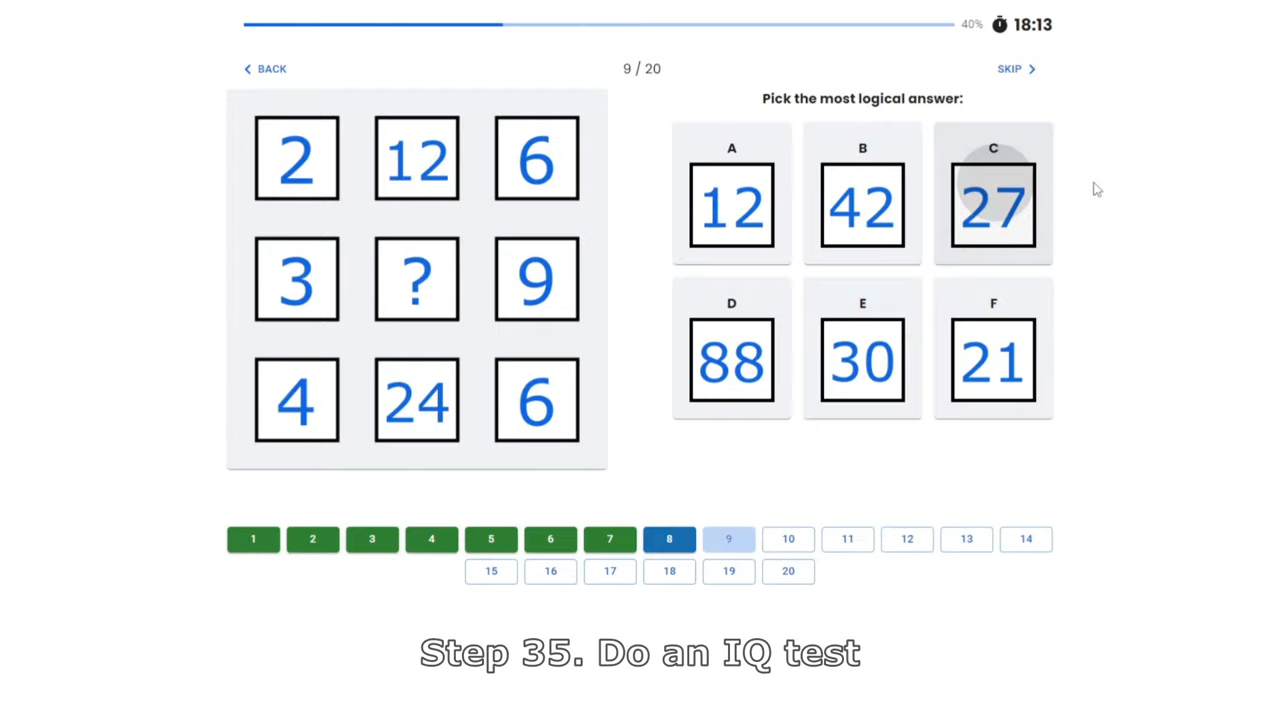 40% 18:13
BACK 9 / 20 SKIP
Pick the most logical answer:
2 12 6
3 ? 9
4 24 6
A B C
12 42 27
D E F
88 30 21
1 2 3 4 5 6 7 8 9 10 11 12 13 14
15 16 17 18 19 20
Step 35. Do an IQ test